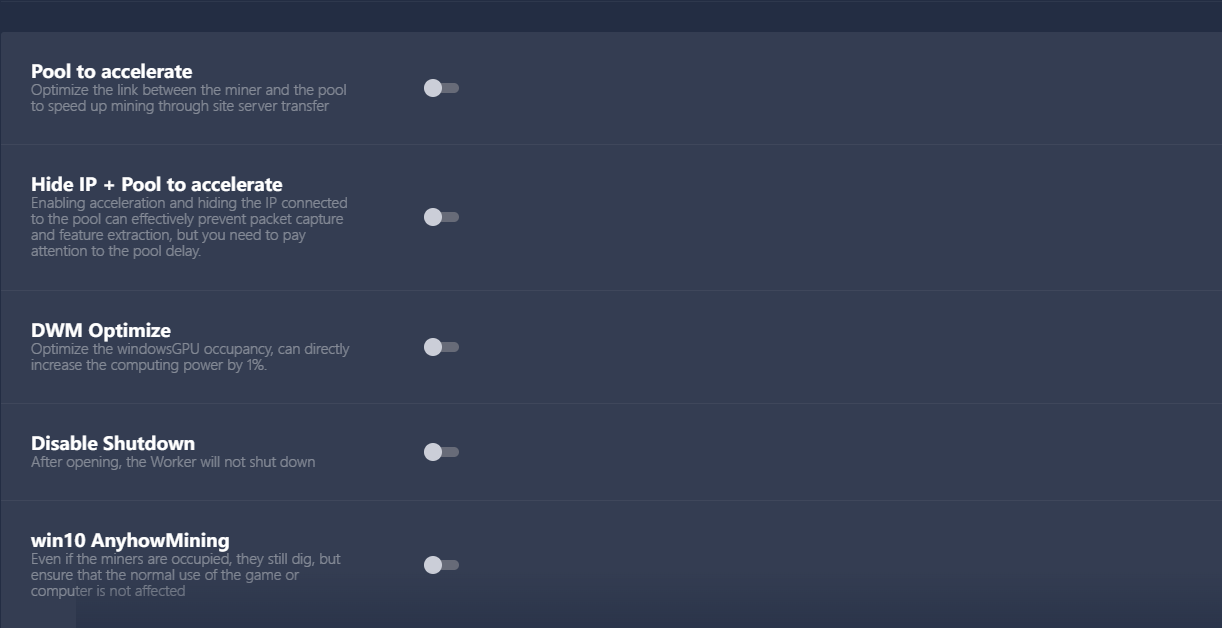 Pool to accelerate
Optimize the link between the miner and the pool
to speed up mining through site server transfer
Hide IP + Pool to accelerate
Enabling acceleration and hiding the IP connected
to the pool can effectively prevent packet capture
and feature extraction, but you need to pay
attention to the pool delay.
DWM Optimize
Optimize the windowsGPU occupancy, can directly
increase the computing power by 1%.
Disable Shutdown
After opening, the Worker will not shut down
win10 AnyhowMining
Even if the miners are occupied, they still dig, but
ensure that the normal use of the game or
computer is not affected